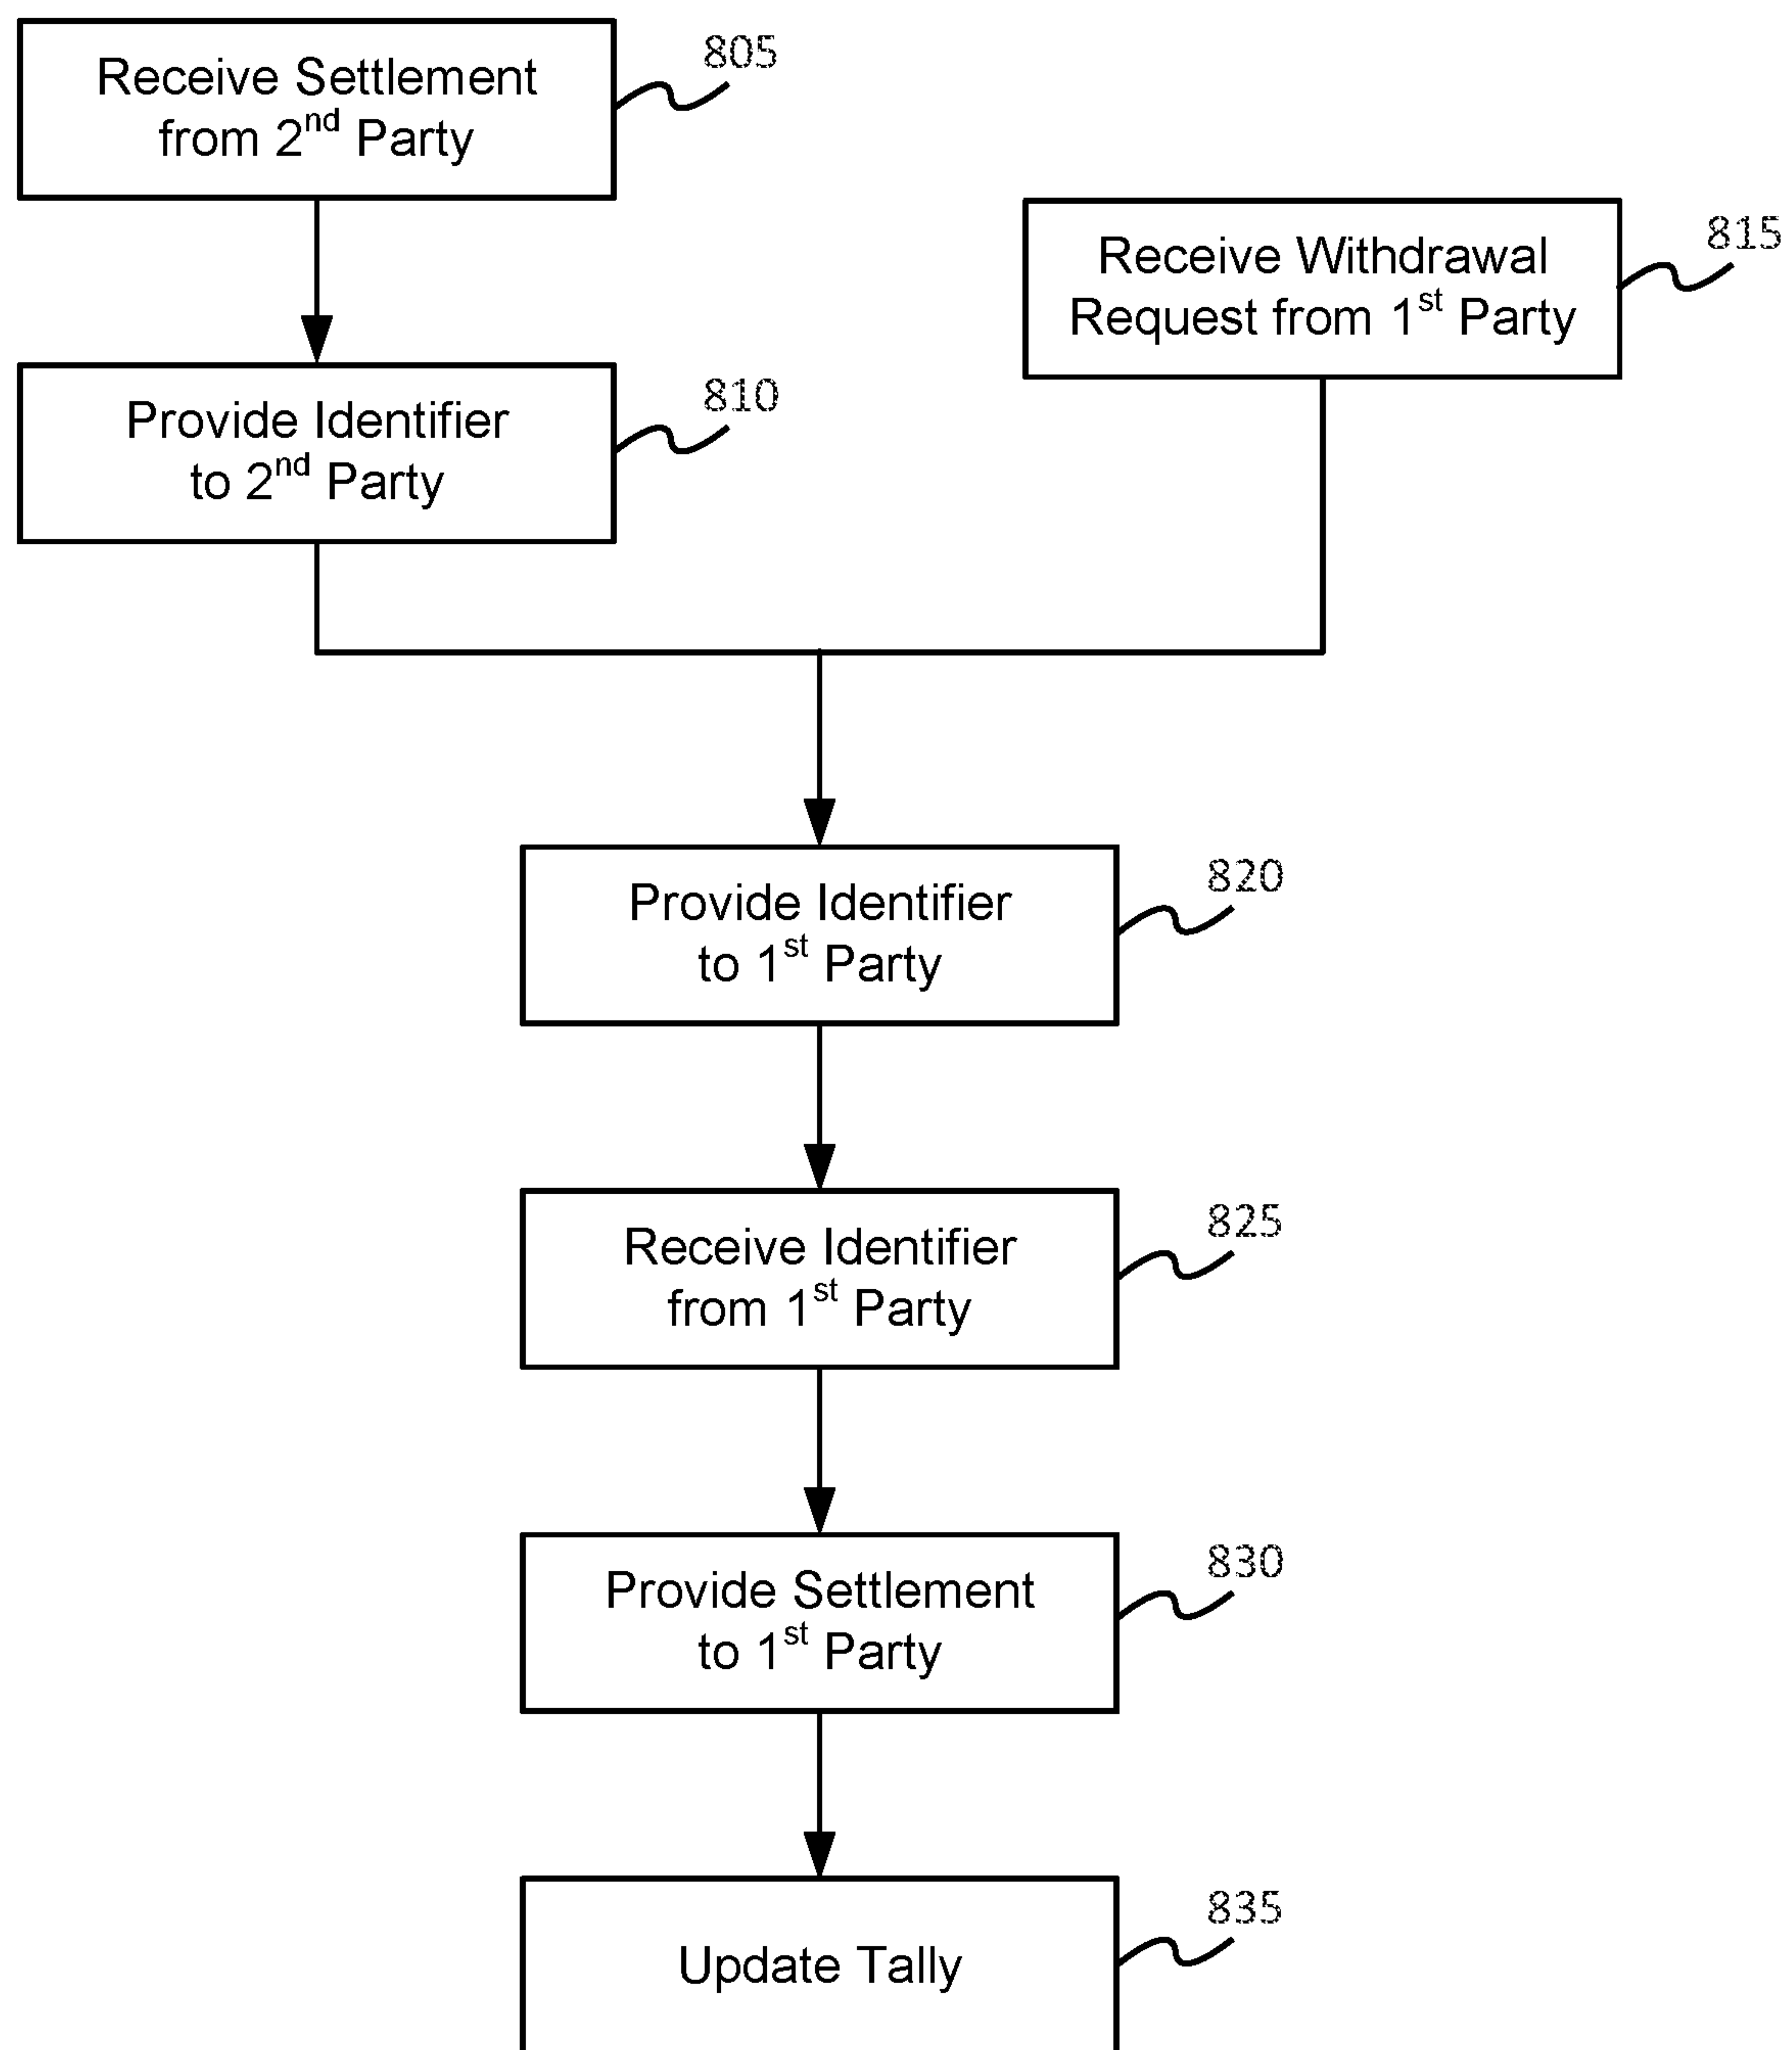 Receive Settlement
from 2nd Party
805
Provide Identifier
to 2nd Party
810
Receive Withdrawal
Request from 1st Party
815
Provide Identifier
to 1st Party
820
Receive Identifier
from 1st Party
825
Provide Settlement
to 1st Party
830
Update Tally
835